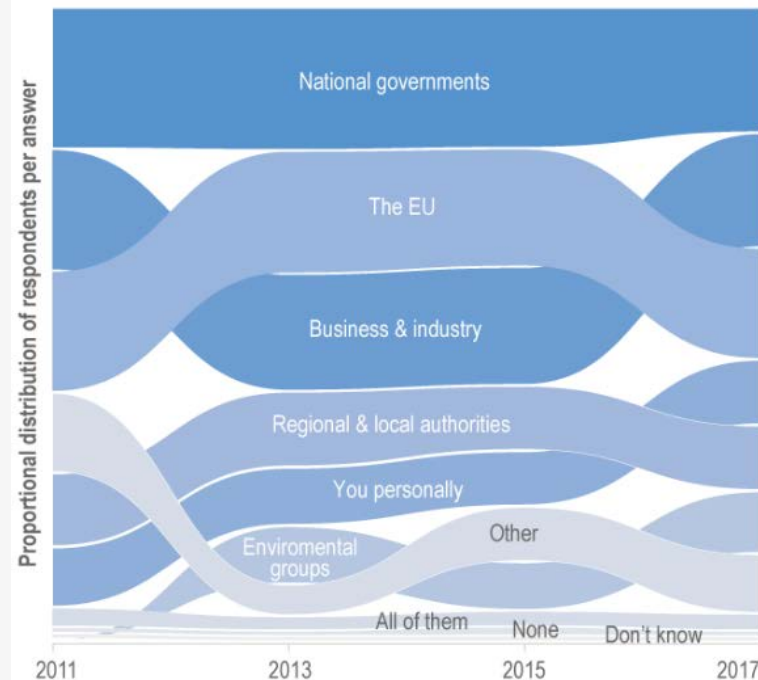 Proportional distribution of respondents per answer
National governments
The EU
Business & industry
Regional & local authorities
You personally
Enviromental
groups
Other
All of them
None
Don't know
2011
2013
2015
2017